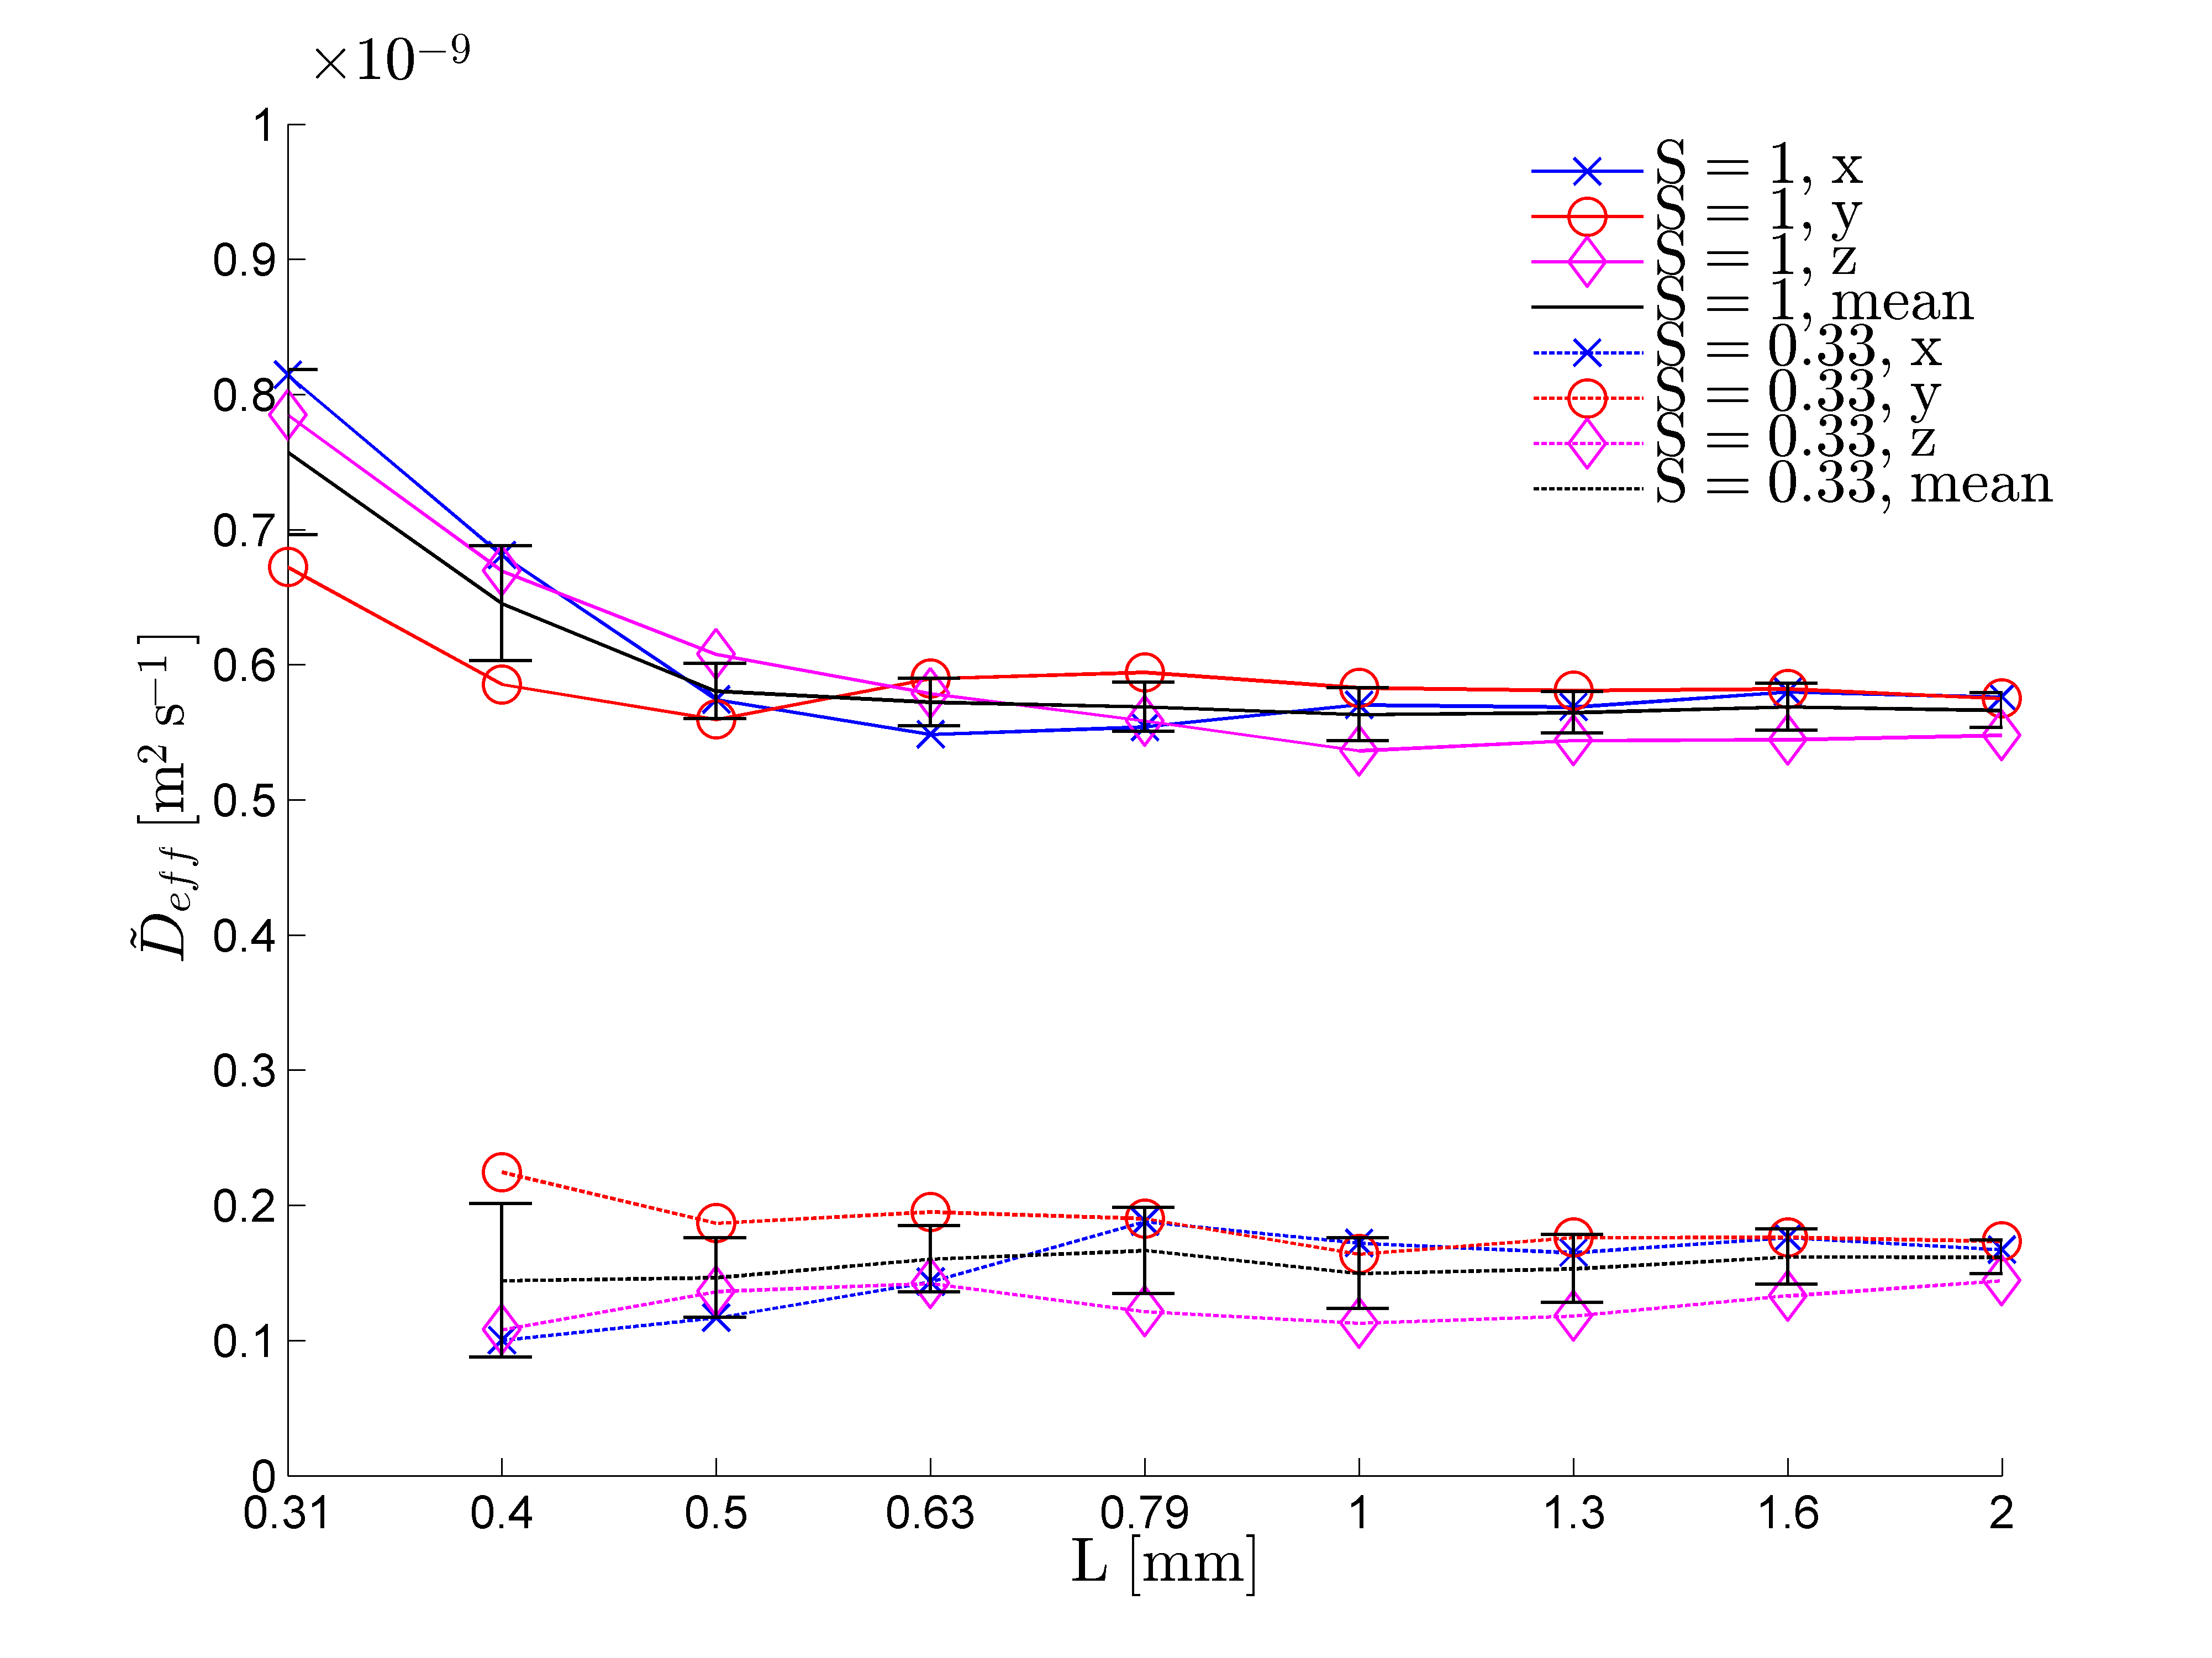 ×10⁻⁹
1
0.9
0.8
0.7
0.6
0.5
0.4
0.3
0.2
0.1
0
D̃eff [m² s⁻¹]
S = 1, x
S = 1, y
S = 1, z
S = 1, mean
S = 0.33, x
S = 0.33, y
S = 0.33, z
S = 0.33, mean
0.31 0.4 0.5 0.63 0.79 1 1.3 1.6 2
L [mm]